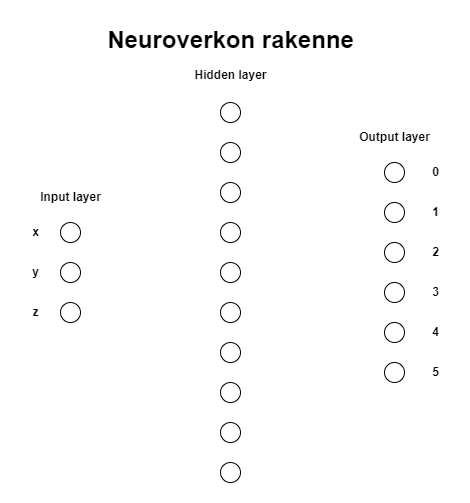 Neuroverkon rakenne
Hidden layer
Output layer
0
1
Input layer
x
2
y
3
z
4
5